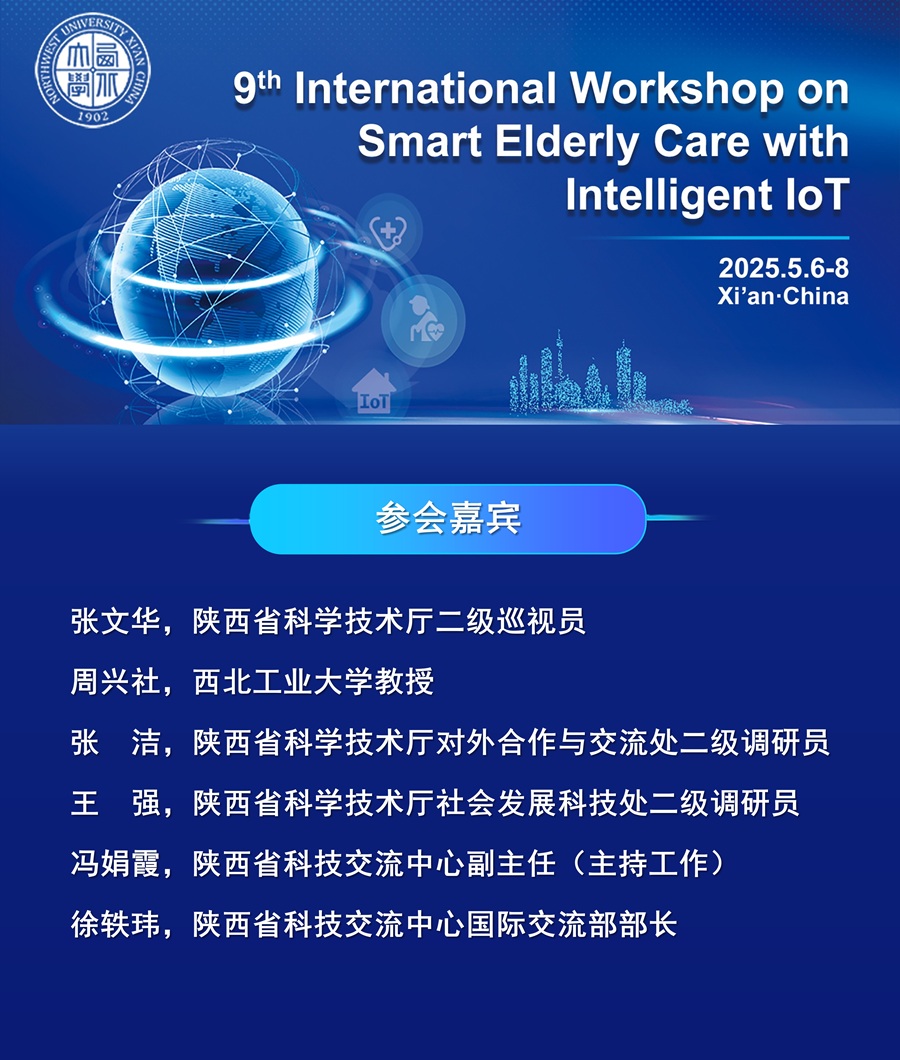 NORTHWEST UNIVERSITY XI'AN CHINA
1902
9th International Workshop on
Smart Elderly Care with
Intelligent IoT
2025.5.6-8
Xi’an·China
IoT
参会嘉宾
张文华，陕西省科学技术厅二级巡视员
周兴社，西北工业大学教授
张　洁，陕西省科学技术厅对外合作与交流处二级调研员
王　强，陕西省科学技术厅社会发展科技处二级调研员
冯娟霞，陕西省科技交流中心副主任（主持工作）
徐轶玮，陕西省科技交流中心国际交流部部长